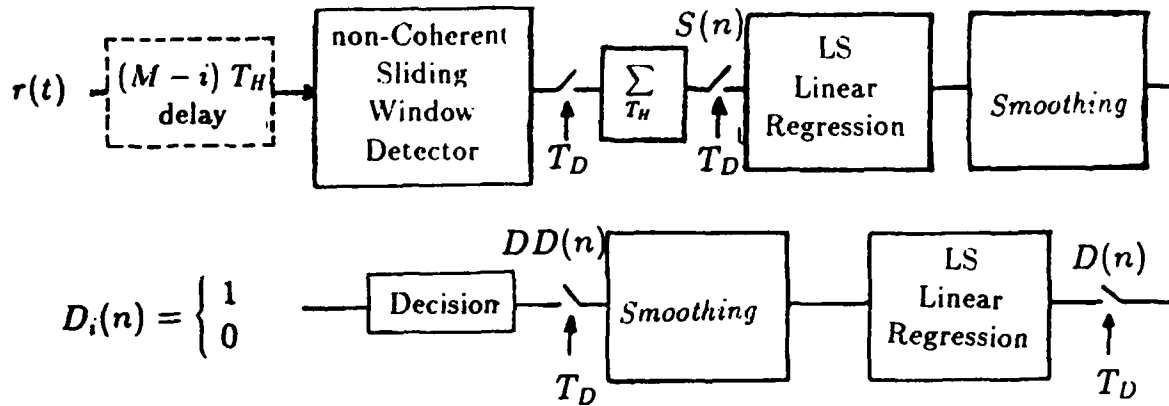 r(t)
(M − i) T_H
delay
non-Coherent
Sliding
Window
Detector
T_D
∑
T_H
S(n)
T_D
LS
Linear
Regression
Smoothing
D_i(n) = { 1
0
Decision
DD(n)
T_D
Smoothing
LS
Linear
Regression
D(n)
T_D